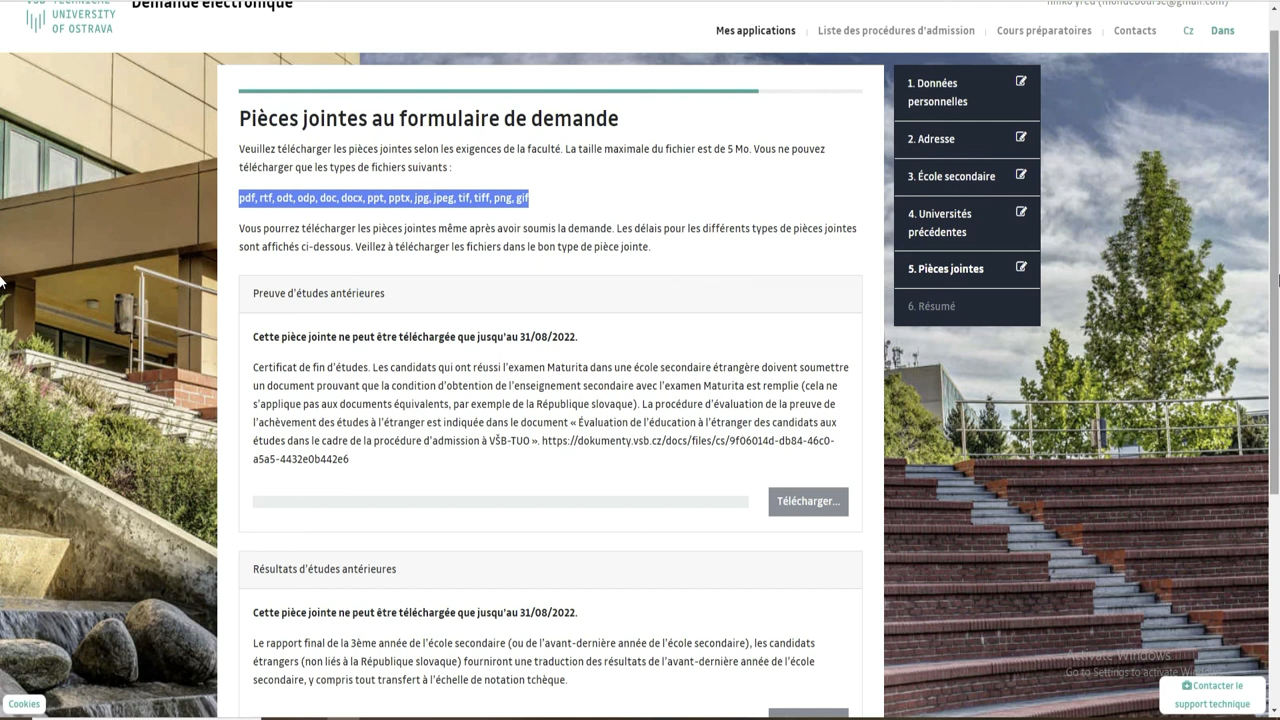 VSB TECHNICAL
UNIVERSITY
OF OSTRAVA
Demande électronique
Mes applications
Liste des procédures d'admission
Cours préparatoires
Contacts
Cz
Dans
Pièces jointes au formulaire de demande
Veuillez télécharger les pièces jointes selon les exigences de la faculté. La taille maximale du fichier est de 5 Mo. Vous ne pouvez
télécharger que les types de fichiers suivants :
pdf, rtf, odt, odp, doc, docx, ppt, pptx, jpg, jpeg, tif, tiff, png, gif
Vous pourrez télécharger les pièces jointes même après avoir soumis la demande. Les délais pour les différents types de pièces jointes
sont affichés ci-dessous. Veillez à télécharger les fichiers dans le bon type de pièce jointe.
Preuve d'études antérieures
Cette pièce jointe ne peut être téléchargée que jusqu'au 31/08/2022.
Certificat de fin d'études. Les candidats qui ont réussi l'examen Maturita dans une école secondaire étrangère doivent soumettre
un document prouvant que la condition d'obtention de l'enseignement secondaire avec l'examen Maturita est remplie (cela ne
s'applique pas aux documents équivalents, par exemple de la République slovaque). La procédure d'évaluation de la preuve de
l'achèvement des études à l'étranger est indiquée dans le document « Évaluation de l'éducation à l'étranger des candidats aux
études dans le cadre de la procédure d'admission à VŠB-TUO ». https://dokumenty.vsb.cz/docs/files/cs/9f06014d-db84-46c0-
a5a5-4432e0b442e6
Télécharger...
Résultats d'études antérieures
Cette pièce jointe ne peut être téléchargée que jusqu'au 31/08/2022.
Le rapport final de la 3ème année de l'école secondaire (ou de l'avant-dernière année de l'école secondaire), les candidats
étrangers (non liés à la République slovaque) fourniront une traduction des résultats de l'avant-dernière année de l'école
secondaire, y compris tout transfert à l'échelle de notation tchèque.
1. Données
personnelles
2. Adresse
3. École secondaire
4. Universités
précédentes
5. Pièces jointes
6. Résumé
Activate Windows
Go to Settings to activate
Cookies
Contacter le
support technique